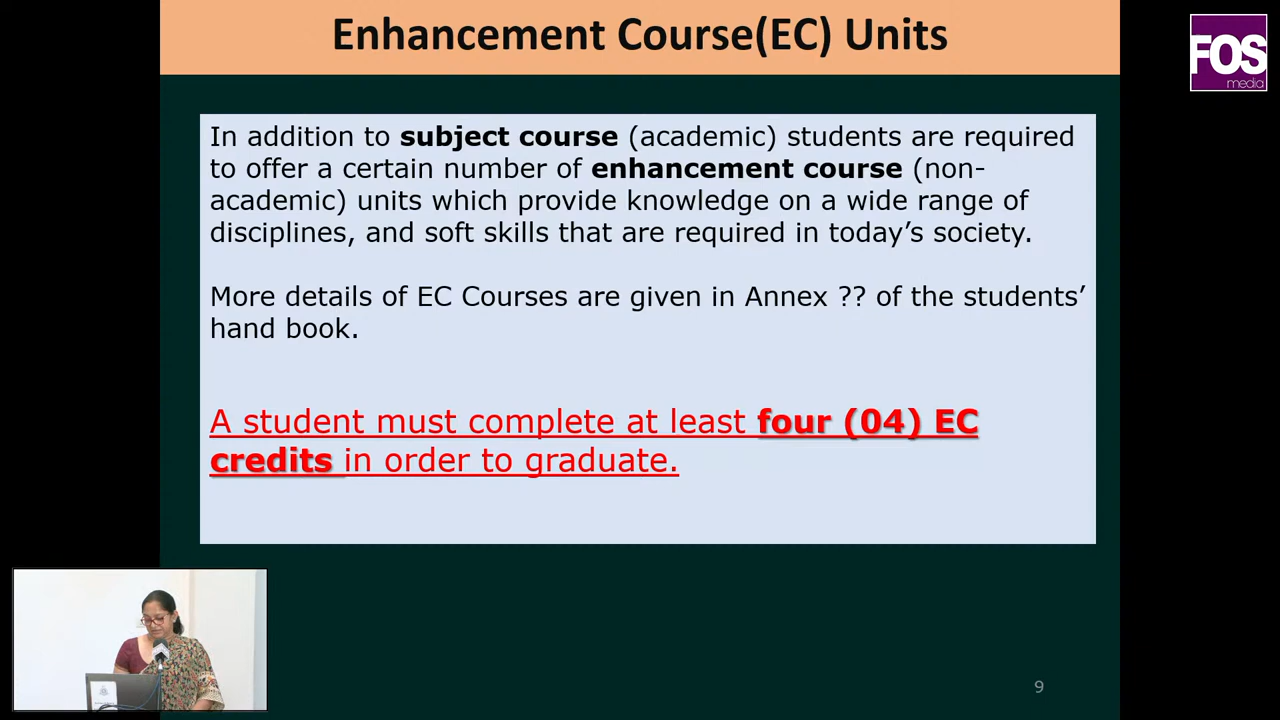 Enhancement Course(EC) Units
FOS
media
In addition to subject course (academic) students are required
to offer a certain number of enhancement course (non-
academic) units which provide knowledge on a wide range of
disciplines, and soft skills that are required in today’s society.
More details of EC Courses are given in Annex ?? of the students’
hand book.
A student must complete at least four (04) EC
credits in order to graduate.
9